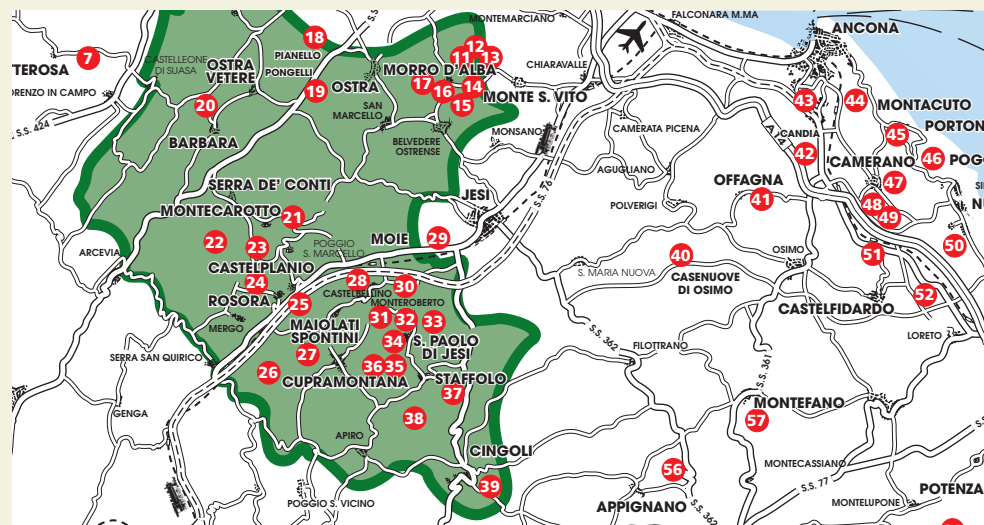 FALCONARA M.MA
MONTEMARCIANO
ANCONA
S.S.
18
12
11
13
7
TEROSA
CASTELLEONE
DI SUASA
OSTRA
VETERE
PIANELLO
PONGELLI
MORRO D'ALBA
CHIARAVALLE
17
14
19
OSTRA
16
MONTE S. VITO
15
ORENZO IN CAMPO
20
SAN
MARCELLO
43
44
MONTACUTO
S.S. 424
BARBARA
BELVEDERE
OSTRENSE
MONSANO
CAMERATA PICENA
CANDIA
45
PORTON
42
CAMERANO
46
POGG
AGUGLIANO
OFFAGNA
47
SERRA DE' CONTI
JESI
S.S. 76
41
48
49
MONTECAROTTO
21
POLVERIGI
22
23
POGGIO
S. MARCELLO
MOIE
29
50
ARCEVIA
40
OSIMO
51
CASTELPLANIO
S. MARIA NUOVA
CASENUOVE
DI OSIMO
24
28
30
CASTELBELLINO
52
ROSORA
25
MONTEROBERTO
CASTELFIDARDO
MERGO
MAIOLATI
SPONTINI
31
32
33
S.S. 362
LORETO
34
S. PAOLO
DI JESI
FILOTTRANO
SERRA SAN QUIRICO
27
S.S. 361
26
36
35
CUPRAMONTANA
STAFFOLO
37
MONTEFANO
GENGA
38
57
APIRO
CINGOLI
56
MONTECASSIANO
39
S.S. 77
POTENZA
POGGIO S. VICINO
APPIGNANO
MONTELUPONE
S.S. 362